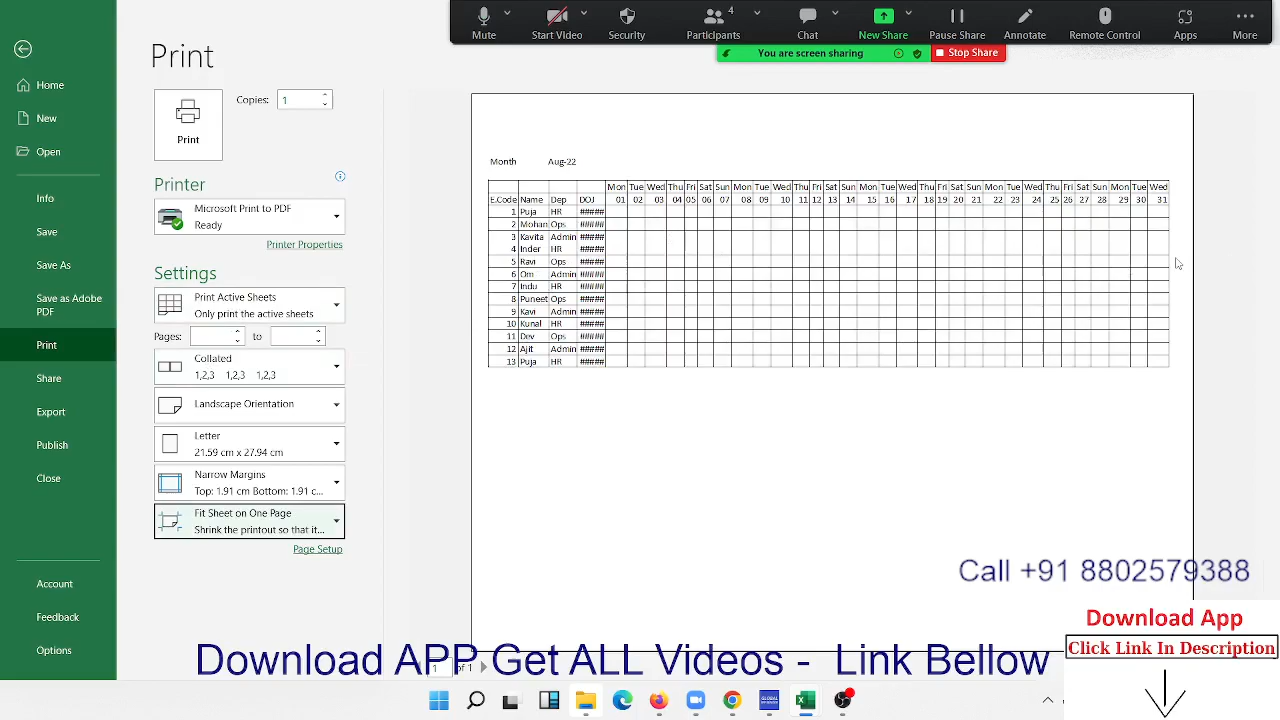 Mute
Start Video
Security
Participants 4
Chat
New Share
Pause Share
Annotate
Remote Control
Apps
More
You are screen sharing
Stop Share
Print
Home
New
Open
Info
Save
Save As
Save as Adobe
PDF
Print
Share
Export
Publish
Close
Account
Feedback
Options
Print
Copies: 1
Printer
Microsoft Print to PDF
Ready
Printer Properties
Settings
Print Active Sheets
Only print the active sheets
Pages: to
Collated
1,2,3 1,2,3 1,2,3
Landscape Orientation
Letter
21.59 cm x 27.94 cm
Narrow Margins
Top: 1.91 cm Bottom: 1.91 c...
Fit Sheet on One Page
Shrink the printout so that it...
Page Setup
Month Aug-22
Mon Tue Wed Thu Fri Sat Sun Mon Tue Wed Thu Fri Sat Sun Mon Tue Wed Thu Fri Sat Sun Mon Tue Wed Thu Fri Sat Sun Mon Tue Wed
E.Code Name Dep DOJ 01 02 03 04 05 06 07 08 09 10 11 12 13 14 15 16 17 18 19 20 21 22 23 24 25 26 27 28 29 30 31
1 Puja HR #####
2 Mohan Ops #####
3 Kavita Admin #####
4 Inder HR #####
5 Ravi Ops #####
6 Om Admin #####
7 Indu HR #####
8 Puneet Ops #####
9 Kavi Admin #####
10 Kunal HR #####
11 Dev Ops #####
12 Ajit Admin #####
13 Puja HR #####
Call +91 8802579388
Download App
Click Link In Description
Download APP Get ALL Videos - Link Bellow
1 of 1